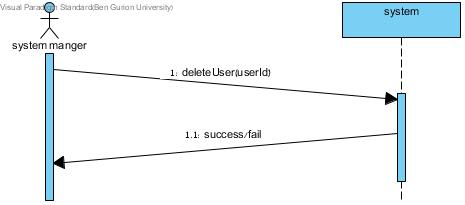 Visual Paradigm Standard(Ben Gurion University)
system
system manger
1: deleteUser(userId)
1.1: success/fail